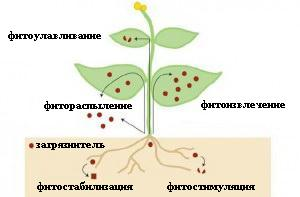 фитоулавливание
фитораспыление
фитоизвлечение
загрязнитель
фитостабилизация
фитостимуляция